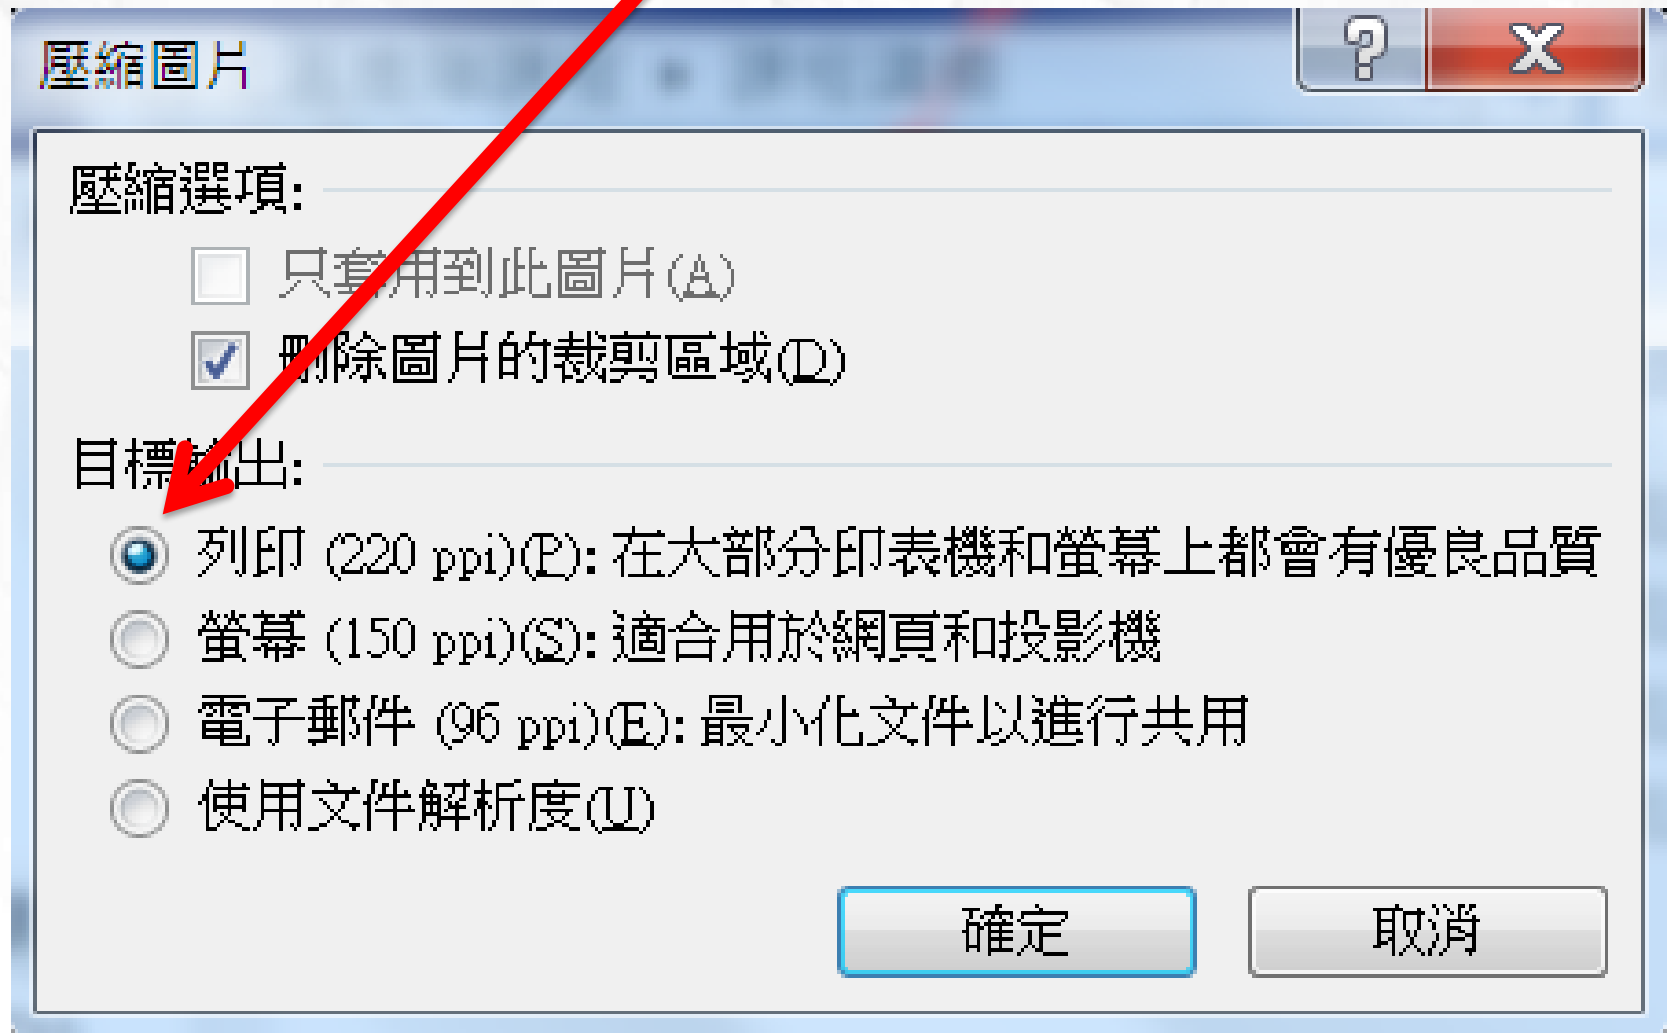 壓縮圖片
壓縮選項:
只套用到此圖片(A)
刪除圖片的裁剪區域(D)
目標輸出:
列印 (220 ppi)(P): 在大部分印表機和螢幕上都會有優良品質
螢幕 (150 ppi)(S): 適合用於網頁和投影機
電子郵件 (96 ppi)(E): 最小化文件以進行共用
使用文件解析度(U)
確定 取消